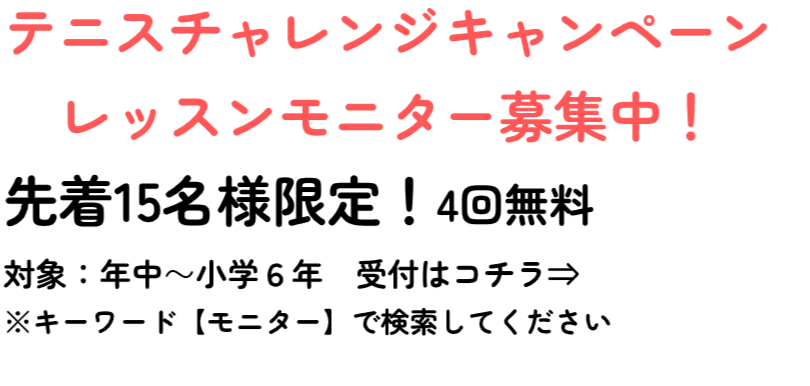 テニスチャレンジキャンペーン
レッスンモニター募集中！
先着15名様限定！4回無料
対象：年中～小学６年　受付はコチラ⇒
※キーワード【モニター】で検索してください